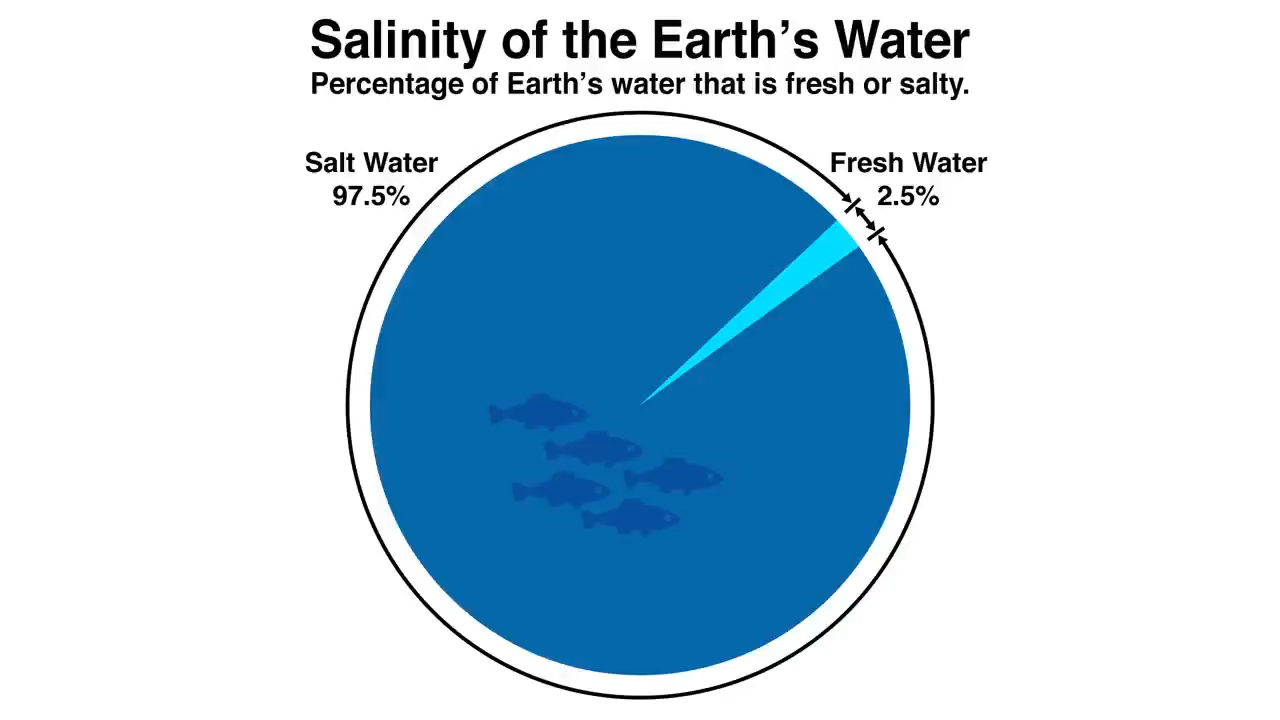 Salinity of the Earth’s Water
Percentage of Earth’s water that is fresh or salty.
Salt Water
97.5%
Fresh Water
2.5%